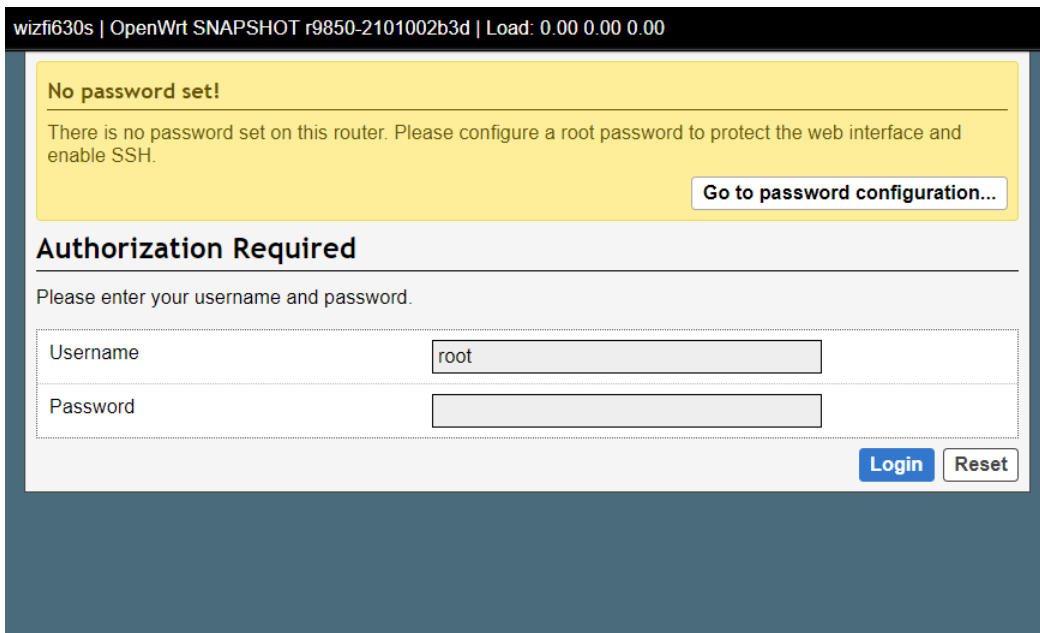 wizfi630s | OpenWrt SNAPSHOT r9850-2101002b3d | Load: 0.00 0.00 0.00
No password set!
There is no password set on this router. Please configure a root password to protect the web interface and
enable SSH.
Go to password configuration...
Authorization Required
Please enter your username and password.
Username
root
Password
Login
Reset